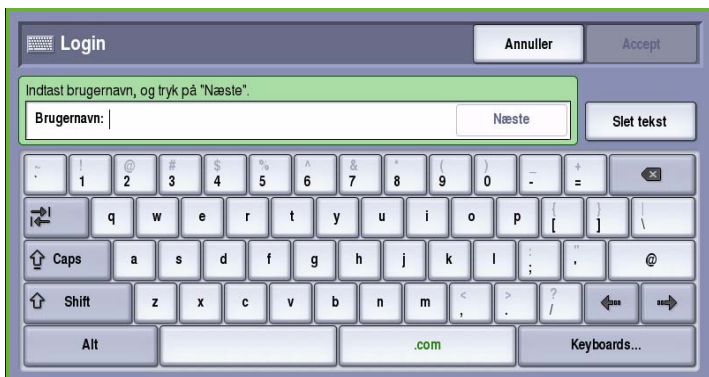 Login
Annuller
Accept
Indtast brugernavn, og tryk på "Næste".
Brugernavn:
Næste
Slet tekst
~ ! @ # $ % ^ & * ( ) _ +
` 1 2 3 4 5 6 7 8 9 0 - =
q w e r t y u i o p { [ } ] | \
Caps a s d f g h j k l : ; " ' @
Shift z x c v b n m < , > . ? /
Alt .com Keyboards...